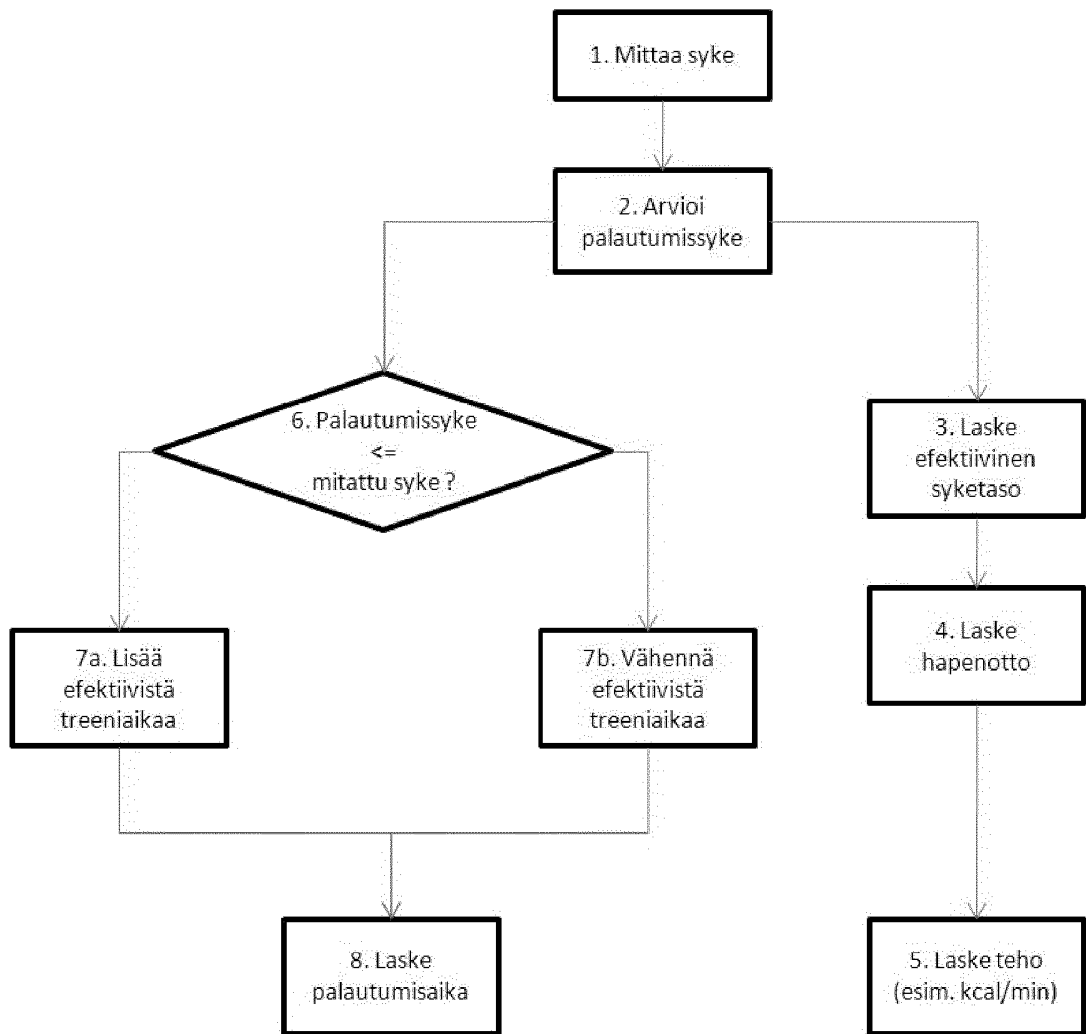 1. Mittaa syke
2. Arvioi
palautumissyke
6. Palautumissyke
<=
mitattu syke ?
3. Laske
efektiivinen
syketaso
7a. Lisää
efektiivistä
treeniaikaa
7b. Vähennä
efektiivistä
treeniaikaa
4. Laske
hapenotto
8. Laske
palautumisaika
5. Laske teho
(esim. kcal/min)